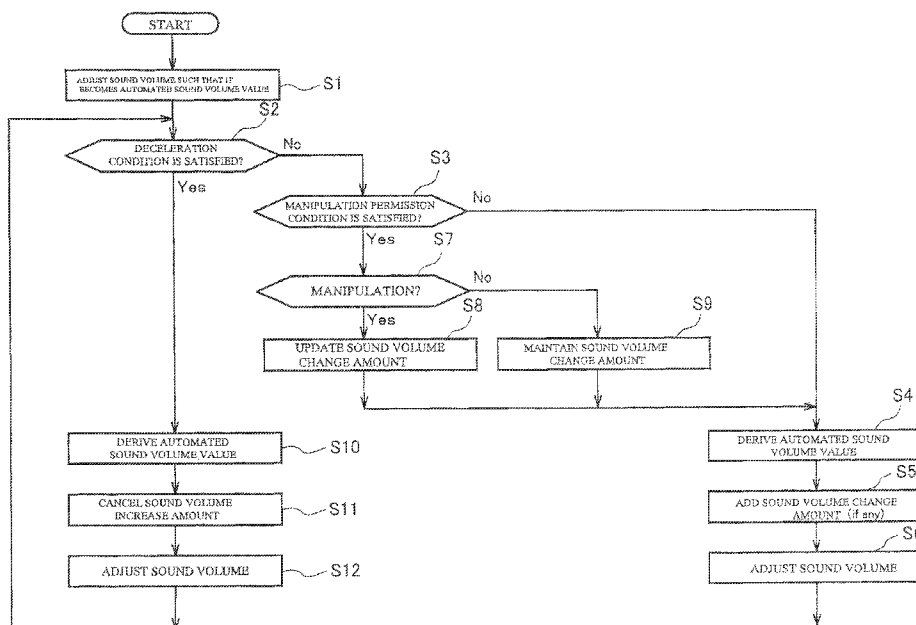 START
ADJUST SOUND VOLUME SUCH THAT IT
BECOMES AUTOMATED SOUND VOLUME VALUE
S1
S2
DECELERATION
CONDITION IS SATISFIED?
No
Yes
S3
MANIPULATION PERMISSION
CONDITION IS SATISFIED?
No
Yes
S7
MANIPULATION?
No
Yes
S8
UPDATE SOUND VOLUME
CHANGE AMOUNT
S9
MAINTAIN SOUND VOLUME
CHANGE AMOUNT
S4
DERIVE AUTOMATED
SOUND VOLUME VALUE
S10
DERIVE AUTOMATED SOUND
VOLUME VALUE
S5
CANCEL SOUND VOLUME
INCREASE AMOUNT
S11
ADD SOUND VOLUME CHANGE
AMOUNT (if any)
ADJUST SOUND VOLUME
S12
ADJUST SOUND VOLUME